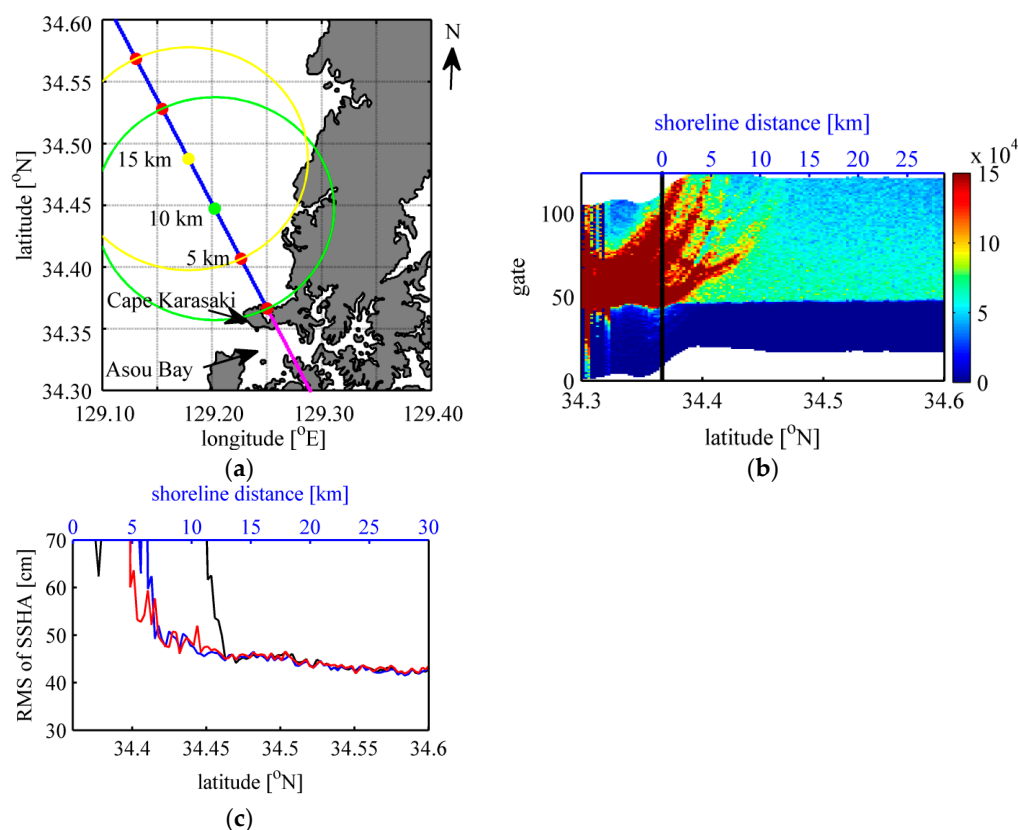 34.60
34.55
34.50
34.45
34.40
34.35
34.30
latitude [°N]
N
15 km
10 km
5 km
Cape Karasaki
Asou Bay
129.10 129.20 129.30 129.40
longitude [°E]
(a)
shoreline distance [km]
0 5 10 15 20 25
x 10⁴
15
10
5
0
100
50
0
gate
34.3 34.4 34.5 34.6
latitude [°N]
(b)
shoreline distance [km]
0 5 10 15 20 25 30
70
60
50
40
30
RMS of SSHA [cm]
34.4 34.45 34.5 34.55 34.6
latitude [°N]
(c)